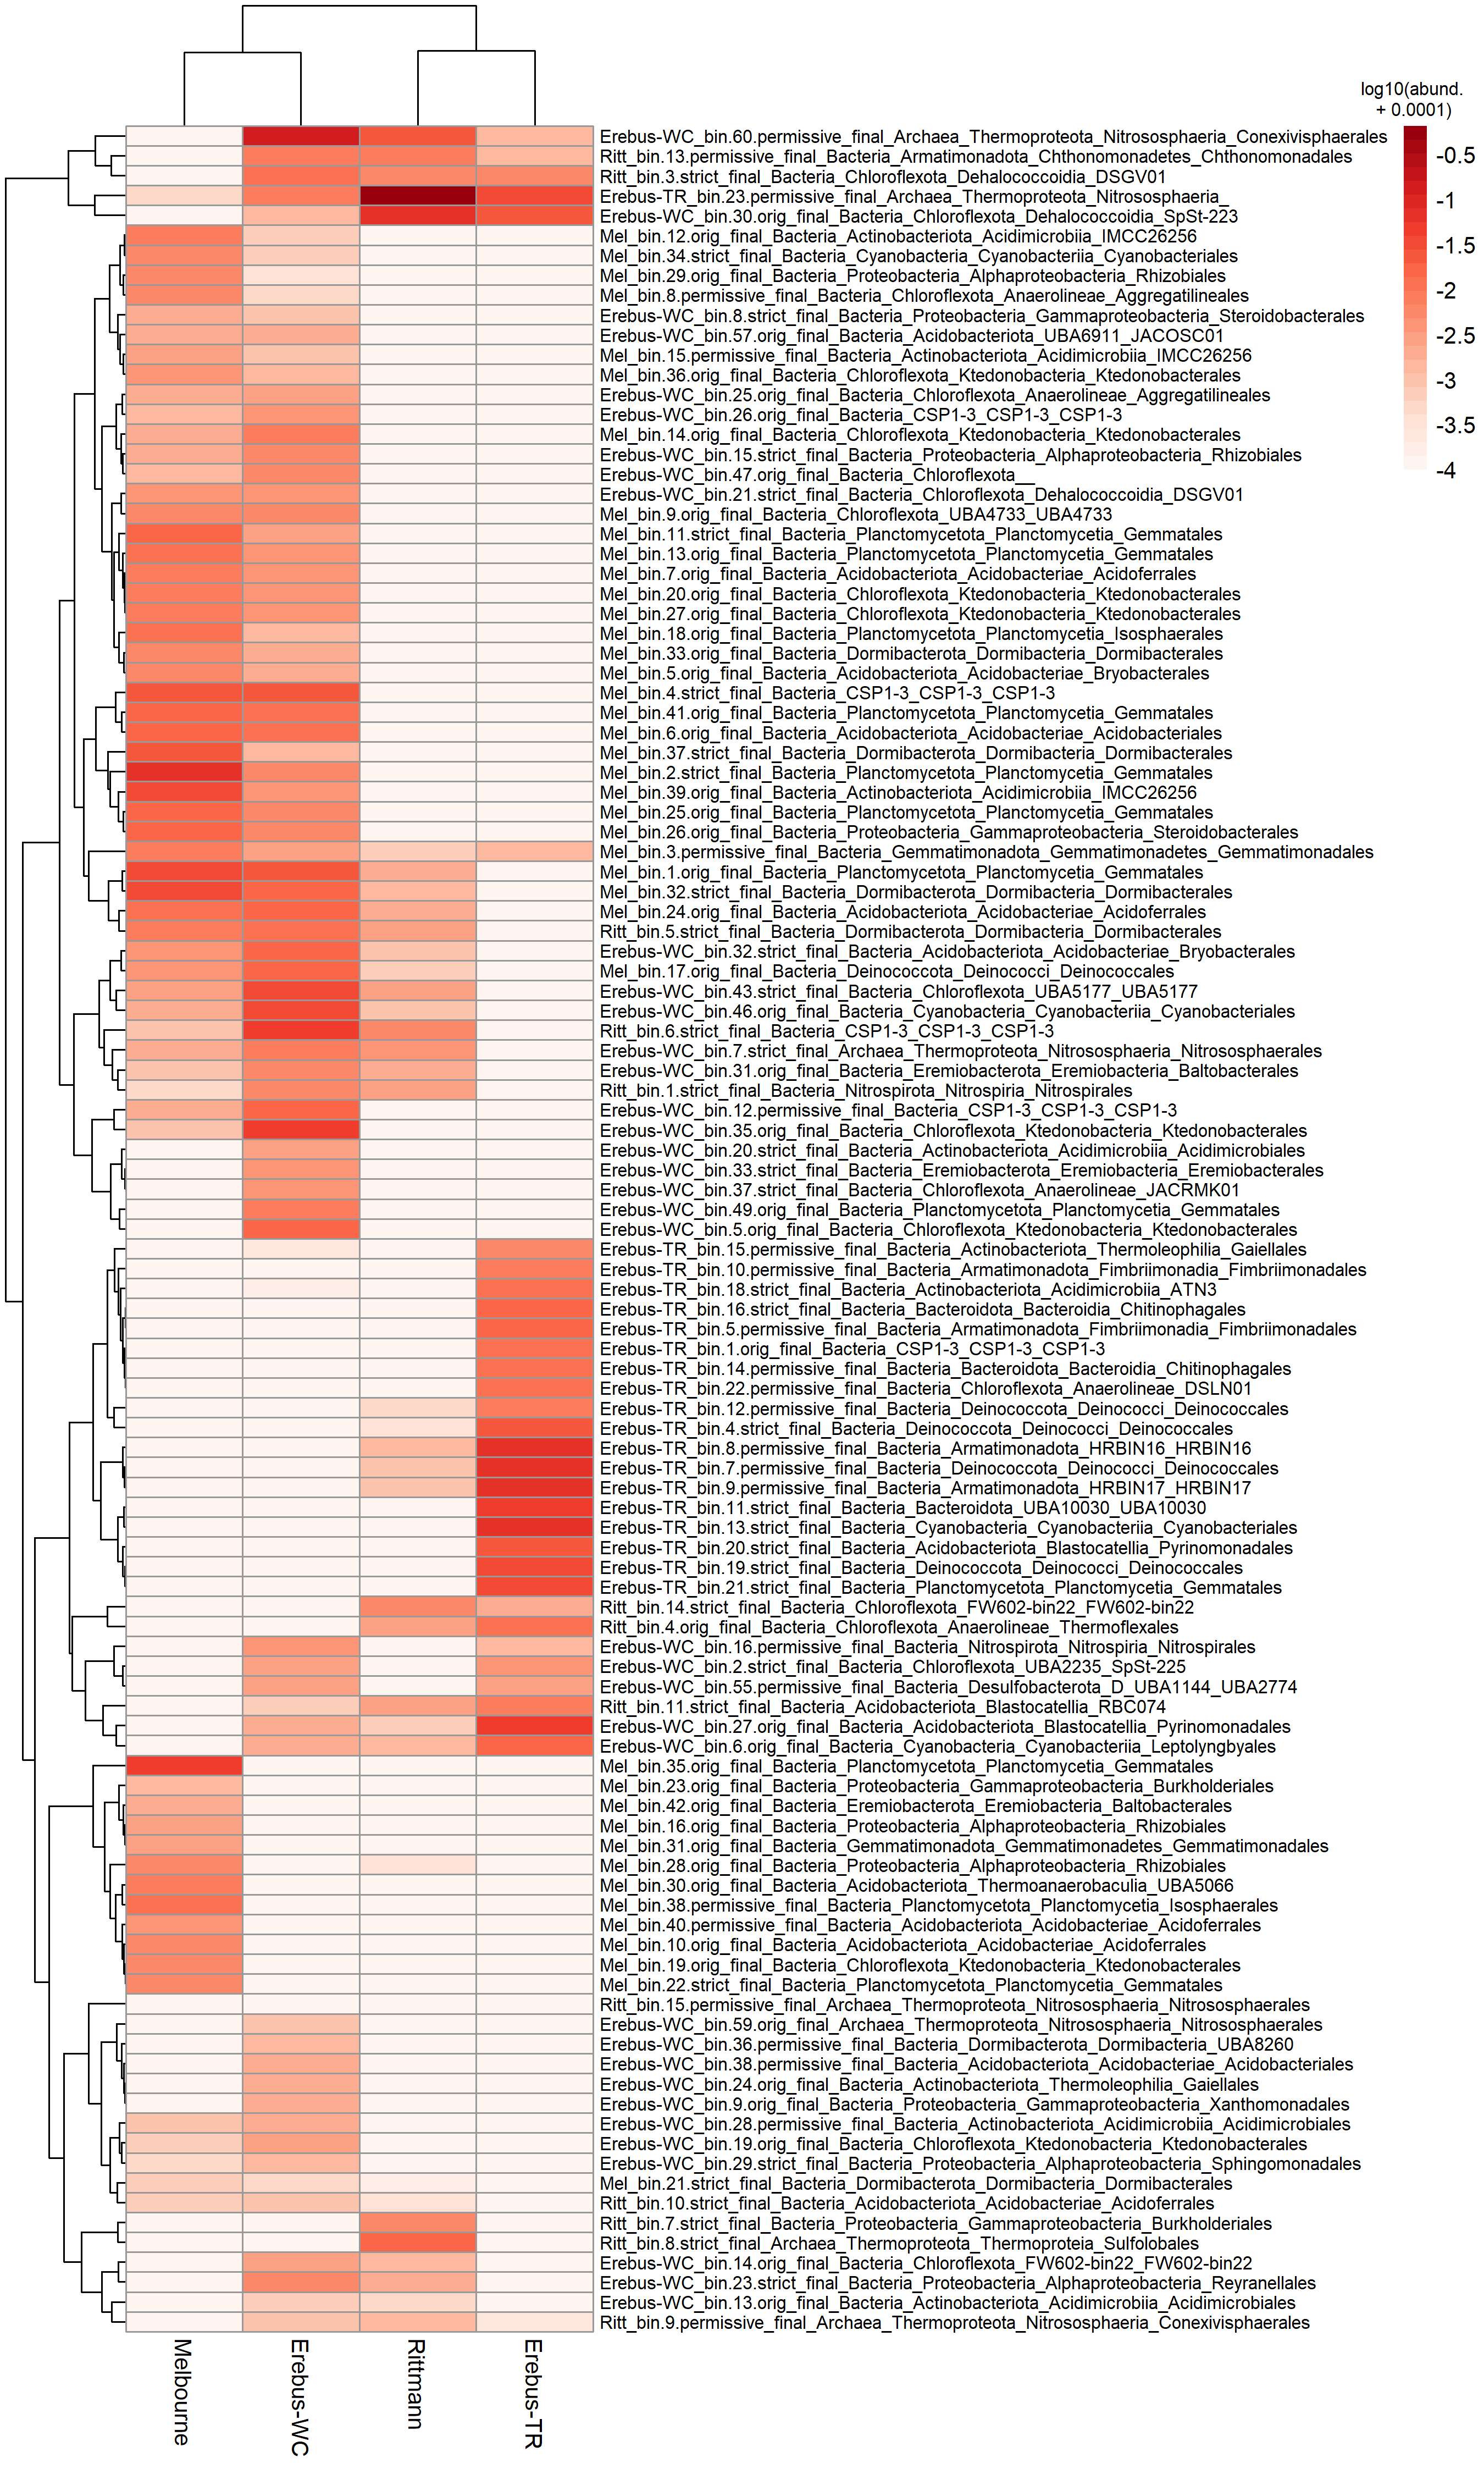 log10(abund.
+ 0.0001)
-0.5
-1
-1.5
-2
-2.5
-3
-3.5
-4
Erebus-WC_bin.60.permissive_final_Archaea_Thermoproteota_Nitrososphaeria_Conexivisphaerales
Ritt_bin.13.permissive_final_Bacteria_Armatimonadota_Chthonomonadetes_Chthonomonadales
Ritt_bin.3.strict_final_Bacteria_Chloroflexota_Dehalococcoidia_DSGV01
Erebus-TR_bin.23.permissive_final_Archaea_Thermoproteota_Nitrososphaeria_
Erebus-WC_bin.30.orig_final_Bacteria_Chloroflexota_Dehalococcoidia_SpSt-223
Mel_bin.12.orig_final_Bacteria_Actinobacteriota_Acidimicrobiia_IMCC26256
Mel_bin.34.strict_final_Bacteria_Cyanobacteria_Cyanobacteriia_Cyanobacteriales
Mel_bin.29.orig_final_Bacteria_Proteobacteria_Alphaproteobacteria_Rhizobiales
Mel_bin.8.permissive_final_Bacteria_Chloroflexota_Anaerolineae_Aggregatilineales
Erebus-WC_bin.8.strict_final_Bacteria_Proteobacteria_Gammaproteobacteria_Steroidobacterales
Erebus-WC_bin.57.orig_final_Bacteria_Acidobacteriota_UBA6911_JACOSC01
Mel_bin.15.permissive_final_Bacteria_Actinobacteriota_Acidimicrobiia_IMCC26256
Mel_bin.36.orig_final_Bacteria_Chloroflexota_Ktedonobacteria_Ktedonobacterales
Erebus-WC_bin.25.orig_final_Bacteria_Chloroflexota_Anaerolineae_Aggregatilineales
Erebus-WC_bin.26.orig_final_Bacteria_CSP1-3_CSP1-3_CSP1-3
Mel_bin.14.orig_final_Bacteria_Chloroflexota_Ktedonobacteria_Ktedonobacterales
Erebus-WC_bin.15.strict_final_Bacteria_Proteobacteria_Alphaproteobacteria_Rhizobiales
Erebus-WC_bin.47.orig_final_Bacteria_Chloroflexota__
Erebus-WC_bin.21.strict_final_Bacteria_Chloroflexota_Dehalococcoidia_DSGV01
Mel_bin.9.orig_final_Bacteria_Chloroflexota_UBA4733_UBA4733
Mel_bin.11.strict_final_Bacteria_Planctomycetota_Planctomycetia_Gemmatales
Mel_bin.13.orig_final_Bacteria_Planctomycetota_Planctomycetia_Gemmatales
Mel_bin.7.orig_final_Bacteria_Acidobacteriota_Acidobacteriae_Acidoferrales
Mel_bin.20.orig_final_Bacteria_Chloroflexota_Ktedonobacteria_Ktedonobacterales
Mel_bin.27.orig_final_Bacteria_Chloroflexota_Ktedonobacteria_Ktedonobacterales
Mel_bin.18.orig_final_Bacteria_Planctomycetota_Planctomycetia_Isosphaerales
Mel_bin.33.orig_final_Bacteria_Dormibacterota_Dormibacteria_Dormibacterales
Mel_bin.5.orig_final_Bacteria_Acidobacteriota_Acidobacteriae_Bryobacterales
Mel_bin.4.strict_final_Bacteria_CSP1-3_CSP1-3_CSP1-3
Mel_bin.41.orig_final_Bacteria_Planctomycetota_Planctomycetia_Gemmatales
Mel_bin.6.orig_final_Bacteria_Acidobacteriota_Acidobacteriae_Acidobacteriales
Mel_bin.37.strict_final_Bacteria_Dormibacterota_Dormibacteria_Dormibacterales
Mel_bin.2.strict_final_Bacteria_Planctomycetota_Planctomycetia_Gemmatales
Mel_bin.39.orig_final_Bacteria_Actinobacteriota_Acidimicrobiia_IMCC26256
Mel_bin.25.orig_final_Bacteria_Planctomycetota_Planctomycetia_Gemmatales
Mel_bin.26.orig_final_Bacteria_Proteobacteria_Gammaproteobacteria_Steroidobacterales
Mel_bin.3.permissive_final_Bacteria_Gemmatimonadota_Gemmatimonadetes_Gemmatimonadales
Mel_bin.1.orig_final_Bacteria_Planctomycetota_Planctomycetia_Gemmatales
Mel_bin.32.strict_final_Bacteria_Dormibacterota_Dormibacteria_Dormibacterales
Mel_bin.24.orig_final_Bacteria_Acidobacteriota_Acidobacteriae_Acidoferrales
Ritt_bin.5.strict_final_Bacteria_Dormibacterota_Dormibacteria_Dormibacterales
Erebus-WC_bin.32.strict_final_Bacteria_Acidobacteriota_Acidobacteriae_Bryobacterales
Mel_bin.17.orig_final_Bacteria_Deinococcota_Deinococci_Deinococcales
Erebus-WC_bin.43.strict_final_Bacteria_Chloroflexota_UBA5177_UBA5177
Erebus-WC_bin.46.orig_final_Bacteria_Cyanobacteria_Cyanobacteriia_Cyanobacteriales
Ritt_bin.6.strict_final_Bacteria_CSP1-3_CSP1-3_CSP1-3
Erebus-WC_bin.7.strict_final_Archaea_Thermoproteota_Nitrososphaeria_Nitrososphaerales
Erebus-WC_bin.31.orig_final_Bacteria_Eremiobacterota_Eremiobacteria_Baltobacterales
Ritt_bin.1.strict_final_Bacteria_Nitrospirota_Nitrospiria_Nitrospirales
Erebus-WC_bin.12.permissive_final_Bacteria_CSP1-3_CSP1-3_CSP1-3
Erebus-WC_bin.35.orig_final_Bacteria_Chloroflexota_Ktedonobacteria_Ktedonobacterales
Erebus-WC_bin.20.strict_final_Bacteria_Actinobacteriota_Acidimicrobiia_Acidimicrobiales
Erebus-WC_bin.33.strict_final_Bacteria_Eremiobacterota_Eremiobacteria_Eremiobacterales
Erebus-WC_bin.37.strict_final_Bacteria_Chloroflexota_Anaerolineae_JACRMK01
Erebus-WC_bin.49.orig_final_Bacteria_Planctomycetota_Planctomycetia_Gemmatales
Erebus-WC_bin.5.orig_final_Bacteria_Chloroflexota_Ktedonobacteria_Ktedonobacterales
Erebus-TR_bin.15.permissive_final_Bacteria_Actinobacteriota_Thermoleophilia_Gaiellales
Erebus-TR_bin.10.permissive_final_Bacteria_Armatimonadota_Fimbriimonadia_Fimbriimonadales
Erebus-TR_bin.18.strict_final_Bacteria_Actinobacteriota_Acidimicrobiia_ATN3
Erebus-TR_bin.16.strict_final_Bacteria_Bacteroidota_Bacteroidia_Chitinophagales
Erebus-TR_bin.5.permissive_final_Bacteria_Armatimonadota_Fimbriimonadia_Fimbriimonadales
Erebus-TR_bin.1.orig_final_Bacteria_CSP1-3_CSP1-3_CSP1-3
Erebus-TR_bin.14.permissive_final_Bacteria_Bacteroidota_Bacteroidia_Chitinophagales
Erebus-TR_bin.22.permissive_final_Bacteria_Chloroflexota_Anaerolineae_DSLN01
Erebus-TR_bin.12.permissive_final_Bacteria_Deinococcota_Deinococci_Deinococcales
Erebus-TR_bin.4.strict_final_Bacteria_Deinococcota_Deinococci_Deinococcales
Erebus-TR_bin.8.permissive_final_Bacteria_Armatimonadota_HRBIN16_HRBIN16
Erebus-TR_bin.7.permissive_final_Bacteria_Deinococcota_Deinococci_Deinococcales
Erebus-TR_bin.9.permissive_final_Bacteria_Armatimonadota_HRBIN17_HRBIN17
Erebus-TR_bin.11.strict_final_Bacteria_Bacteroidota_UBA10030_UBA10030
Erebus-TR_bin.13.strict_final_Bacteria_Cyanobacteria_Cyanobacteriia_Cyanobacteriales
Erebus-TR_bin.20.strict_final_Bacteria_Acidobacteriota_Blastocatellia_Pyrinomonadales
Erebus-TR_bin.19.strict_final_Bacteria_Deinococcota_Deinococci_Deinococcales
Erebus-TR_bin.21.strict_final_Bacteria_Planctomycetota_Planctomycetia_Gemmatales
Ritt_bin.14.strict_final_Bacteria_Chloroflexota_FW602-bin22_FW602-bin22
Ritt_bin.4.orig_final_Bacteria_Chloroflexota_Anaerolineae_Thermoflexales
Erebus-WC_bin.16.permissive_final_Bacteria_Nitrospirota_Nitrospiria_Nitrospirales
Erebus-WC_bin.2.strict_final_Bacteria_Chloroflexota_UBA2235_SpSt-225
Erebus-WC_bin.55.permissive_final_Bacteria_Desulfobacterota_D_UBA1144_UBA2774
Ritt_bin.11.strict_final_Bacteria_Acidobacteriota_Blastocatellia_RBC074
Erebus-WC_bin.27.orig_final_Bacteria_Acidobacteriota_Blastocatellia_Pyrinomonadales
Erebus-WC_bin.6.orig_final_Bacteria_Cyanobacteria_Cyanobacteriia_Leptolyngbyales
Mel_bin.35.orig_final_Bacteria_Planctomycetota_Planctomycetia_Gemmatales
Mel_bin.23.orig_final_Bacteria_Proteobacteria_Gammaproteobacteria_Burkholderiales
Mel_bin.42.orig_final_Bacteria_Eremiobacterota_Eremiobacteria_Baltobacterales
Mel_bin.16.orig_final_Bacteria_Proteobacteria_Alphaproteobacteria_Rhizobiales
Mel_bin.31.orig_final_Bacteria_Gemmatimonadota_Gemmatimonadetes_Gemmatimonadales
Mel_bin.28.orig_final_Bacteria_Proteobacteria_Alphaproteobacteria_Rhizobiales
Mel_bin.30.orig_final_Bacteria_Acidobacteriota_Thermoanaerobaculia_UBA5066
Mel_bin.38.permissive_final_Bacteria_Planctomycetota_Planctomycetia_Isosphaerales
Mel_bin.40.permissive_final_Bacteria_Acidobacteriota_Acidobacteriae_Acidoferrales
Mel_bin.10.orig_final_Bacteria_Acidobacteriota_Acidobacteriae_Acidoferrales
Mel_bin.19.orig_final_Bacteria_Chloroflexota_Ktedonobacteria_Ktedonobacterales
Mel_bin.22.strict_final_Bacteria_Planctomycetota_Planctomycetia_Gemmatales
Ritt_bin.15.permissive_final_Archaea_Thermoproteota_Nitrososphaeria_Nitrososphaerales
Erebus-WC_bin.59.orig_final_Archaea_Thermoproteota_Nitrososphaeria_Nitrososphaerales
Erebus-WC_bin.36.permissive_final_Bacteria_Dormibacterota_Dormibacteria_UBA8260
Erebus-WC_bin.38.permissive_final_Bacteria_Acidobacteriota_Acidobacteriae_Acidobacteriales
Erebus-WC_bin.24.orig_final_Bacteria_Actinobacteriota_Thermoleophilia_Gaiellales
Erebus-WC_bin.9.orig_final_Bacteria_Proteobacteria_Gammaproteobacteria_Xanthomonadales
Erebus-WC_bin.28.permissive_final_Bacteria_Actinobacteriota_Acidimicrobiia_Acidimicrobiales
Erebus-WC_bin.19.orig_final_Bacteria_Chloroflexota_Ktedonobacteria_Ktedonobacterales
Erebus-WC_bin.29.strict_final_Bacteria_Proteobacteria_Alphaproteobacteria_Sphingomonadales
Mel_bin.21.strict_final_Bacteria_Dormibacterota_Dormibacteria_Dormibacterales
Ritt_bin.10.strict_final_Bacteria_Acidobacteriota_Acidobacteriae_Acidoferrales
Ritt_bin.7.strict_final_Bacteria_Proteobacteria_Gammaproteobacteria_Burkholderiales
Ritt_bin.8.strict_final_Archaea_Thermoproteota_Thermoproteia_Sulfolobales
Erebus-WC_bin.14.orig_final_Bacteria_Chloroflexota_FW602-bin22_FW602-bin22
Erebus-WC_bin.23.strict_final_Bacteria_Proteobacteria_Alphaproteobacteria_Reyranellales
Erebus-WC_bin.13.orig_final_Bacteria_Actinobacteriota_Acidimicrobiia_Acidimicrobiales
Ritt_bin.9.permissive_final_Archaea_Thermoproteota_Nitrososphaeria_Conexivisphaerales
Melbourne
Erebus-WC
Rittmann
Erebus-TR